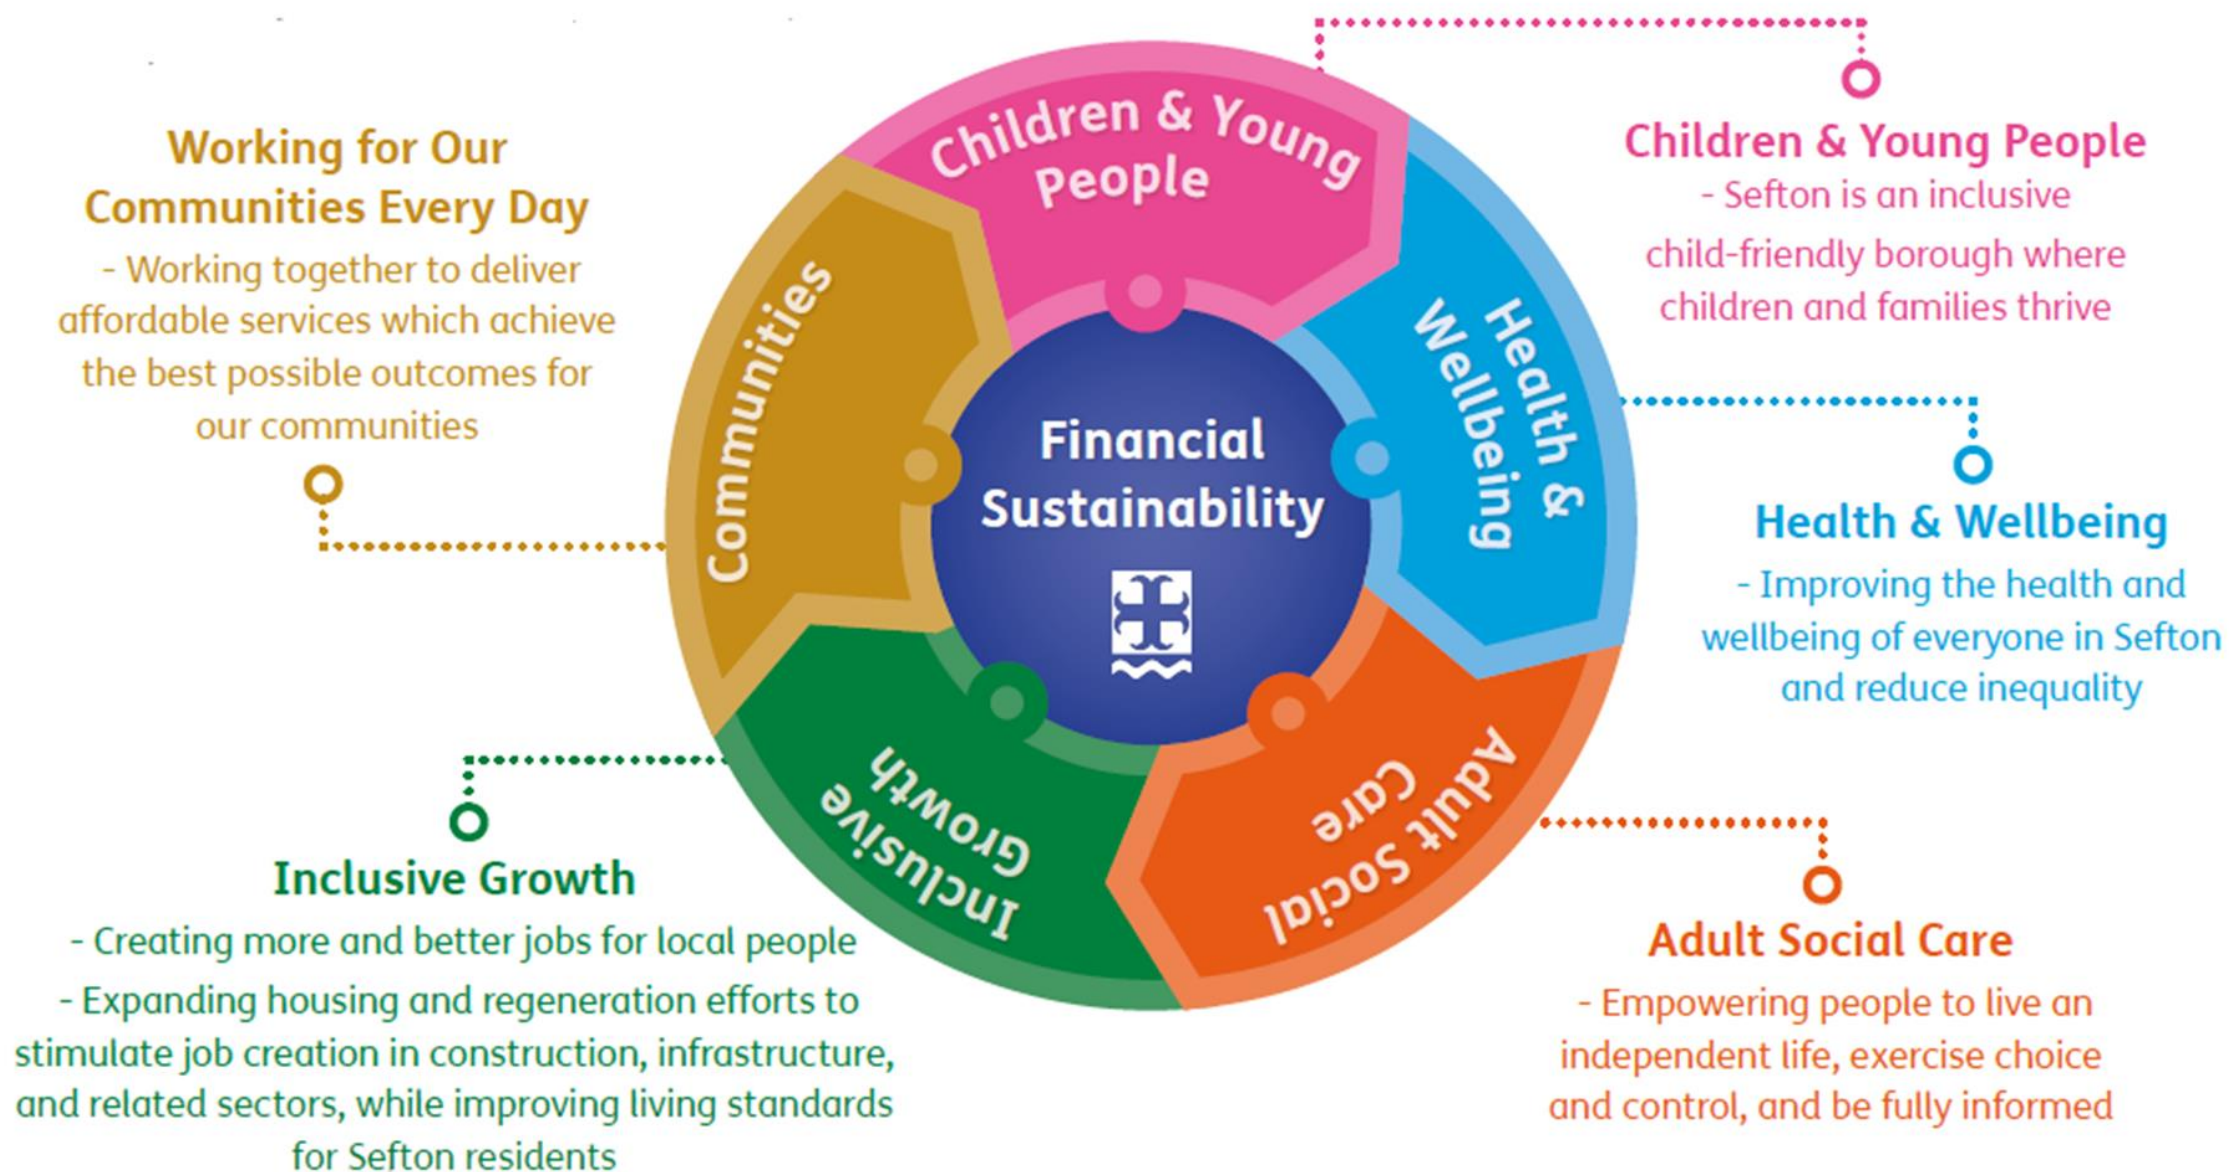 Working for Our
Communities Every Day
- Working together to deliver
affordable services which achieve
the best possible outcomes for
our communities
Inclusive Growth
- Creating more and better jobs for local people
- Expanding housing and regeneration efforts to
stimulate job creation in construction, infrastructure,
and related sectors, while improving living standards
for Sefton residents
Children & Young
People
Health &
Wellbeing
Adult Social
Care
Inclusive
Growth
Communities
Financial
Sustainability
Children & Young People
- Sefton is an inclusive
child-friendly borough where
children and families thrive
Health & Wellbeing
- Improving the health and
wellbeing of everyone in Sefton
and reduce inequality
Adult Social Care
- Empowering people to live an
independent life, exercise choice
and control, and be fully informed